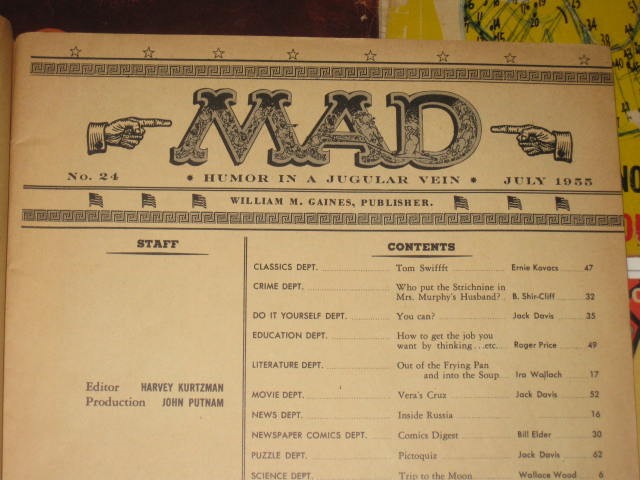 MAD
No. 24 * HUMOR IN A JUGULAR VEIN * JULY 1955
WILLIAM M. GAINES, PUBLISHER.
STAFF
Editor HARVEY KURTZMAN
Production JOHN PUTNAM
CONTENTS
CLASSICS DEPT. Tom Swiffft Ernie Kovacs 47
CRIME DEPT. Who put the Strichnine in
Mrs. Murphy's Husband? B. Shir-Cliff 32
DO IT YOURSELF DEPT. You can? Jack Davis 35
EDUCATION DEPT. How to get the job you
want by thinking...etc. Roger Price 49
LITERATURE DEPT. Out of the Frying Pan
and into the Soup Ira Wallach 17
MOVIE DEPT. Vera's Cruz Jack Davis 52
NEWS DEPT. Inside Russia 16
NEWSPAPER COMICS DEPT. Comics Digest Bill Elder 30
PUZZLE DEPT. Pictoquiz Jack Davis 62
SCIENCE DEPT. Trip to the Moon Wallace Wood 6